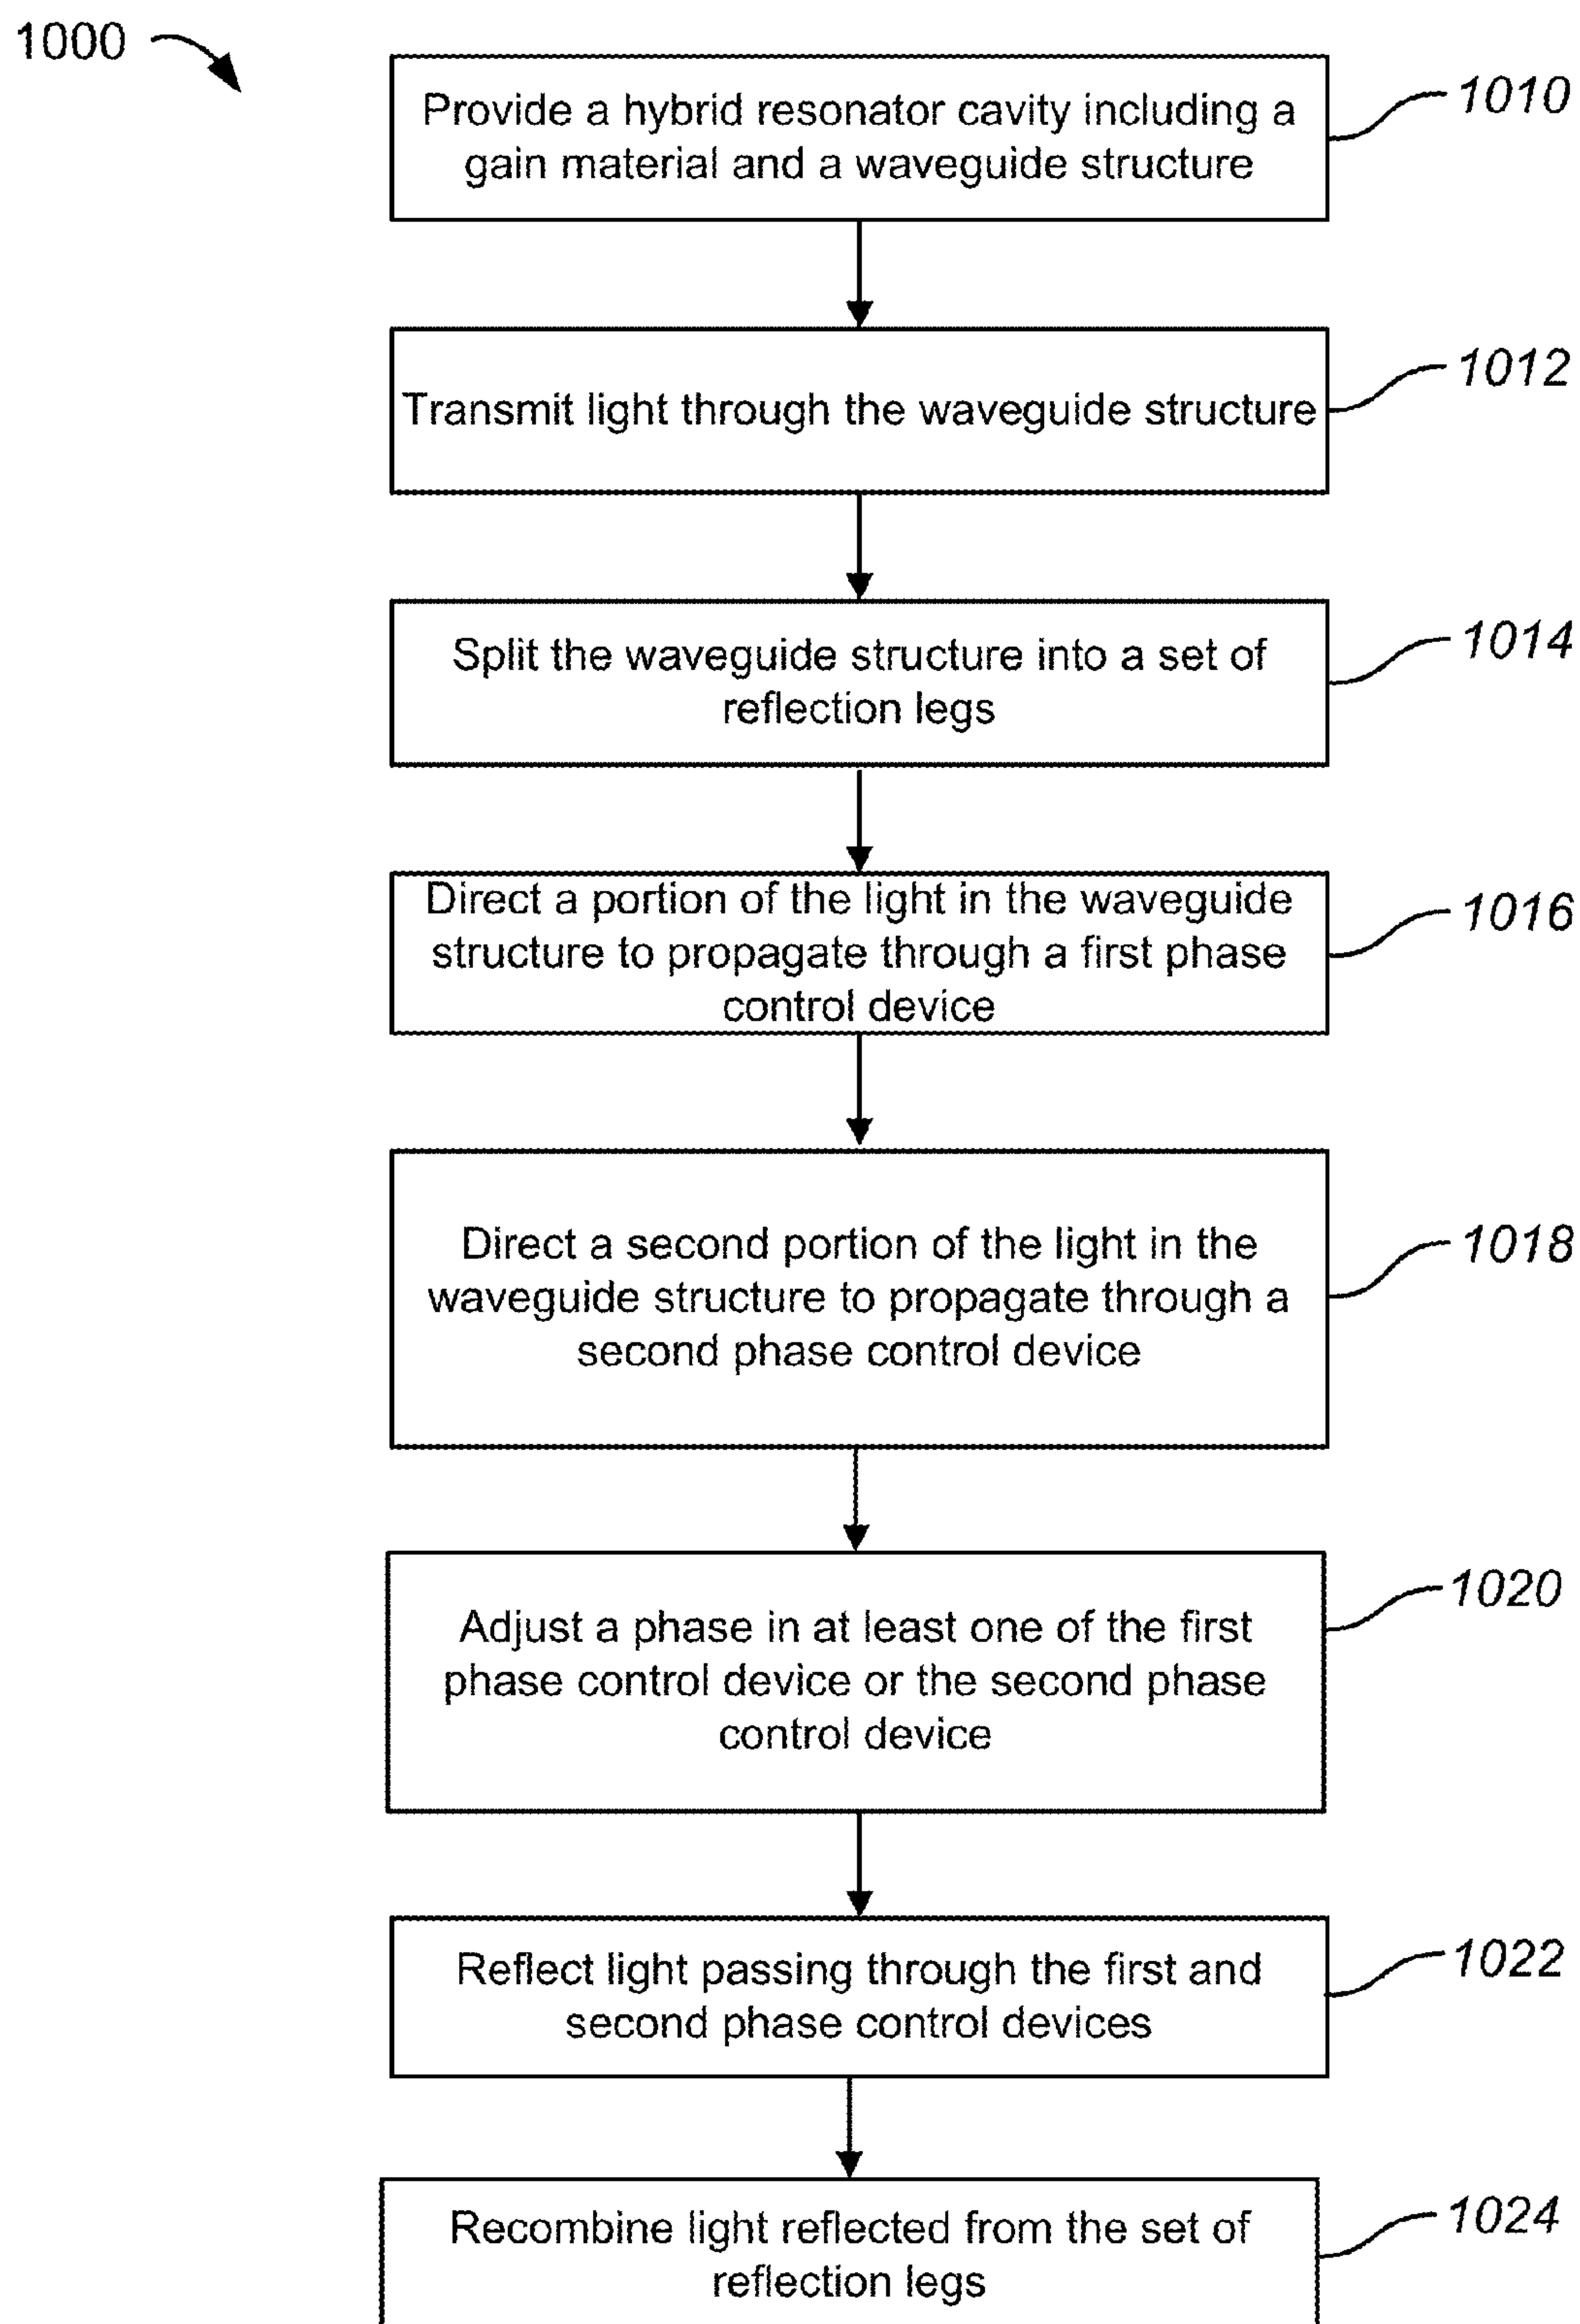 1000
Provide a hybrid resonator cavity including a
gain material and a waveguide structure
1010
Transmit light through the waveguide structure
1012
Split the waveguide structure into a set of
reflection legs
1014
Direct a portion of the light in the waveguide
structure to propagate through a first phase
control device
1016
Direct a second portion of the light in the
waveguide structure to propagate through a
second phase control device
1018
Adjust a phase in at least one of the first
phase control device or the second phase
control device
1020
Reflect light passing through the first and
second phase control devices
1022
Recombine light reflected from the set of
reflection legs
1024